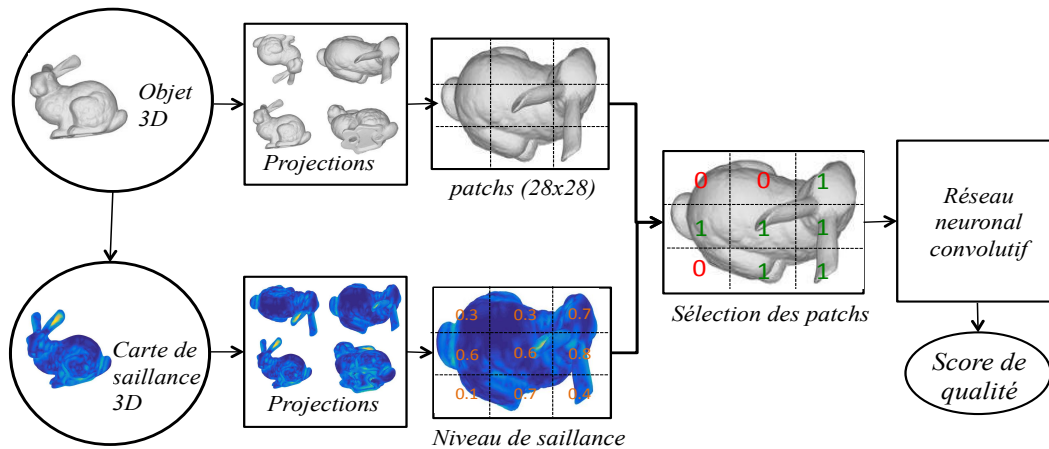 Objet
3D
Projections
patchs (28x28)
0 0 1
1 1 1
0 1 1
Sélection des patchs
Réseau
neuronal
convolutif
Score de
qualité
Carte de
saillance
3D
Projections
0.3 0.3 0.7
0.6 0.6 0.8
0.1 0.7 0.4
Niveau de saillance